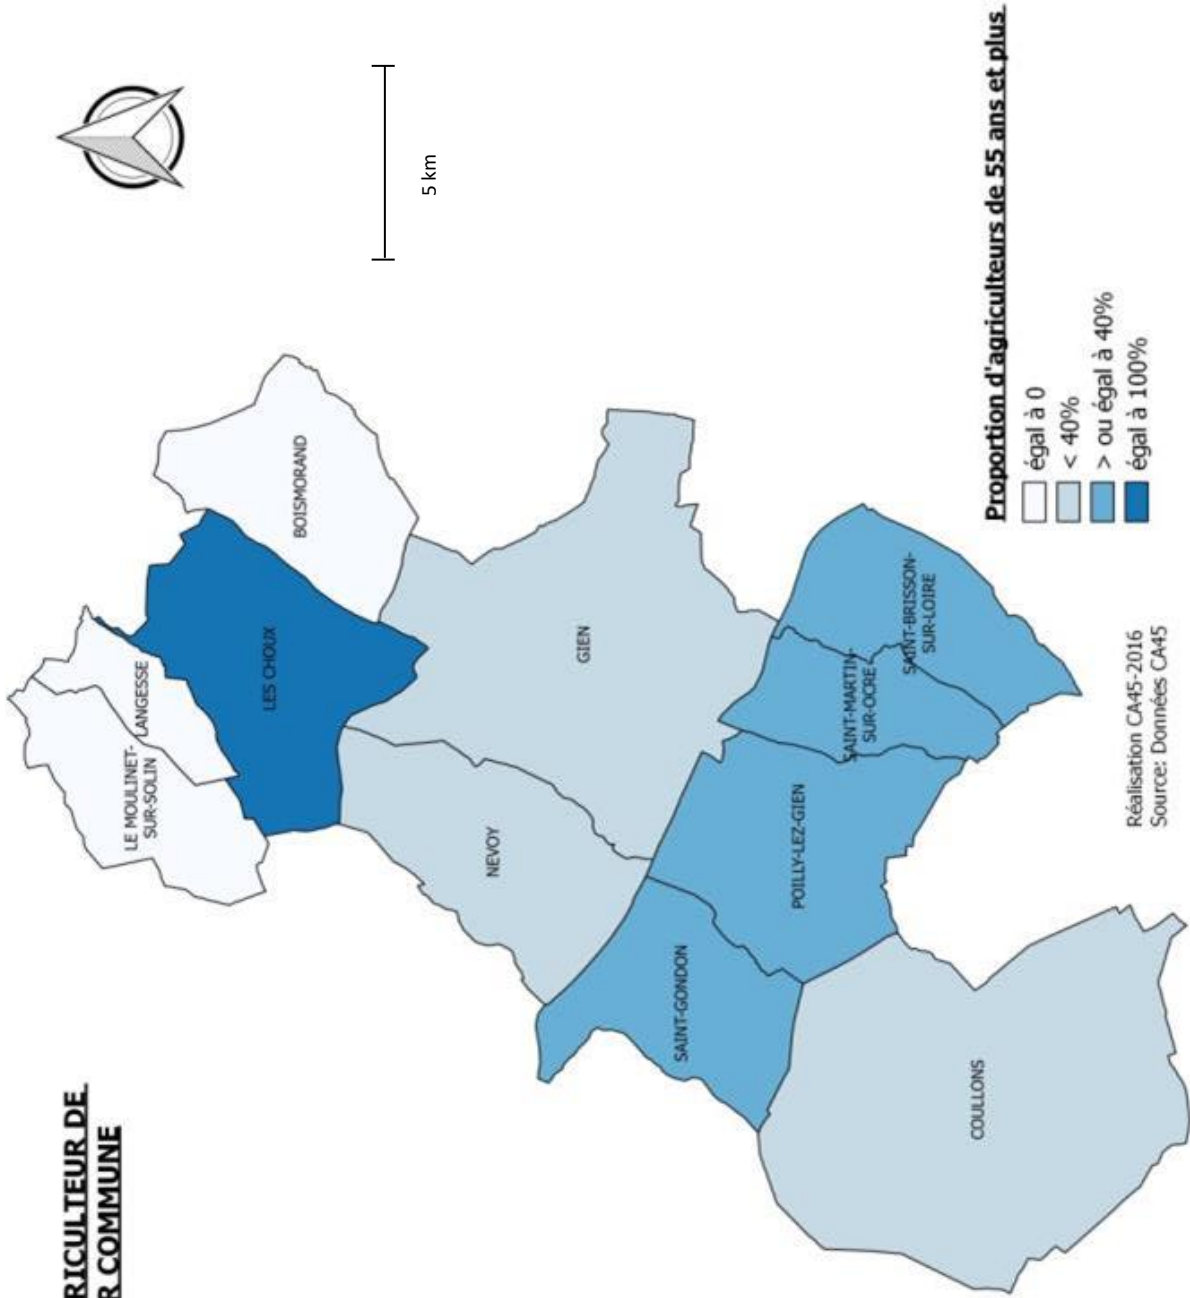 RICULTEUR DE
R COMMUNE
5 km
LE MOULINET-
SUR-SOLIN
LANGESSE
LES CHOUX
BOISMORAND
NEVOY
GIEN
SAINT-GONDON
POILLY-LEZ-GIEN
SAINT-MARTIN-
SUR-OCRE
SAINT-BRISSON-
SUR-LOIRE
COULLONS
Proportion d'agriculteurs de 55 ans et plus
égal à 0
< 40%
> ou égal à 40%
égal à 100%
Réalisation CA45-2016
Source: Données CA45